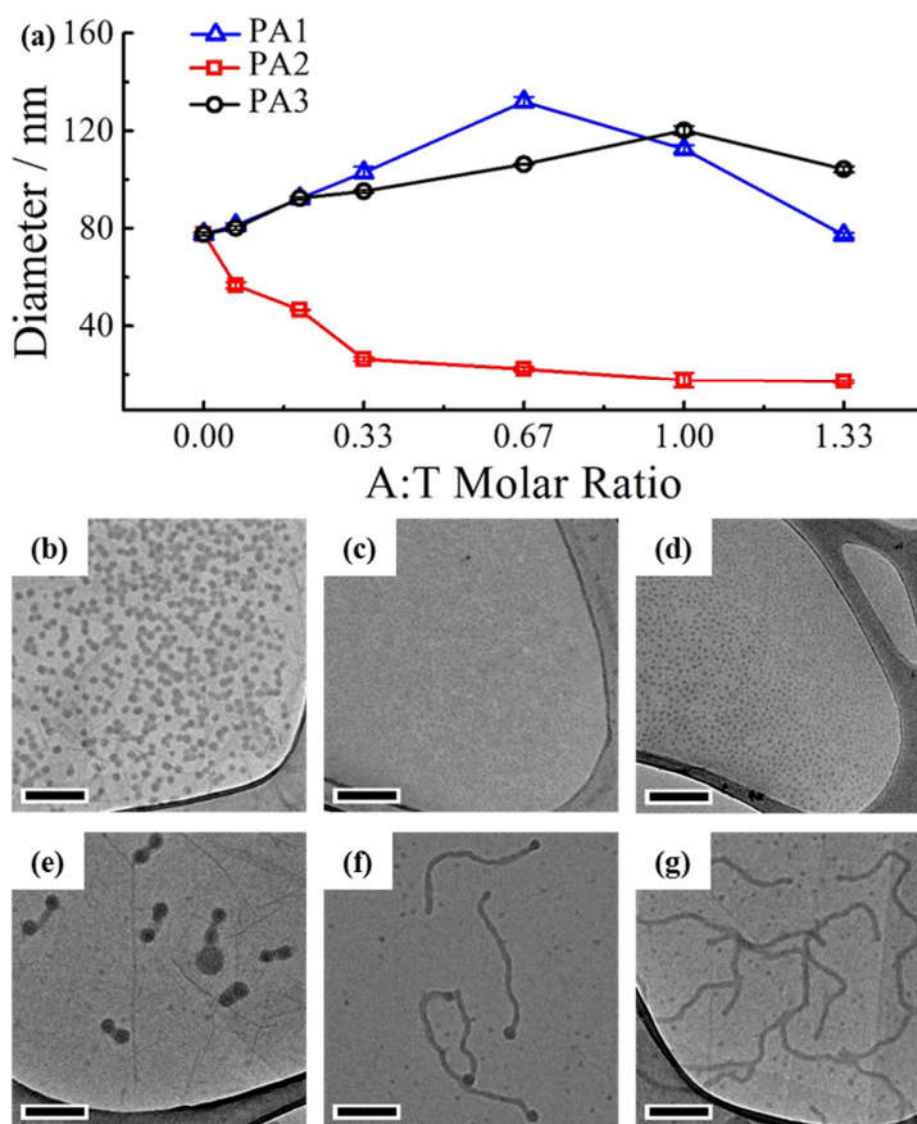 (a) 160
PA1
PA2
PA3
120
80
40
Diameter / nm
0.00 0.33 0.67 1.00 1.33
A:T Molar Ratio
(b) (c) (d)
(e) (f) (g)